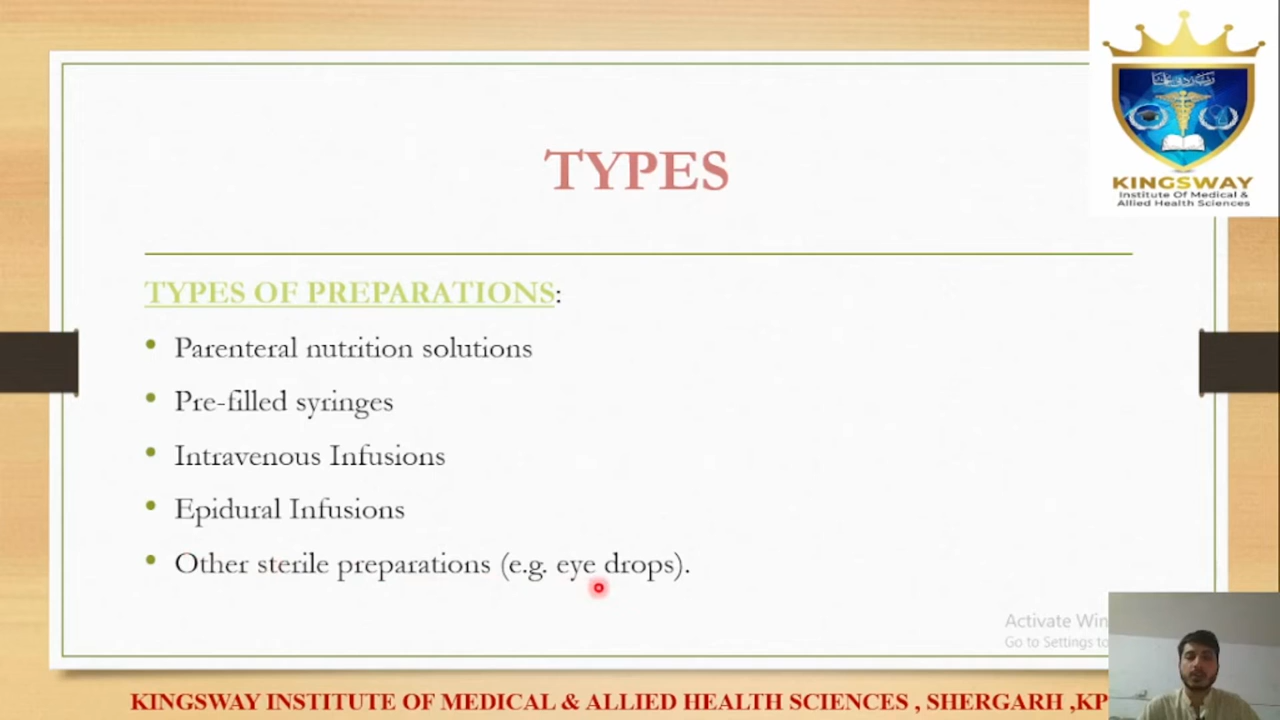 TYPES
KINGSWAY
Institute Of Medical &
Allied Health Sciences
TYPES OF PREPARATIONS:
• Parenteral nutrition solutions
• Pre-filled syringes
• Intravenous Infusions
• Epidural Infusions
• Other sterile preparations (e.g. eye drops).
Activate Win
Go to Settings to
KINGSWAY INSTITUTE OF MEDICAL & ALLIED HEALTH SCIENCES , SHERGARH ,KP